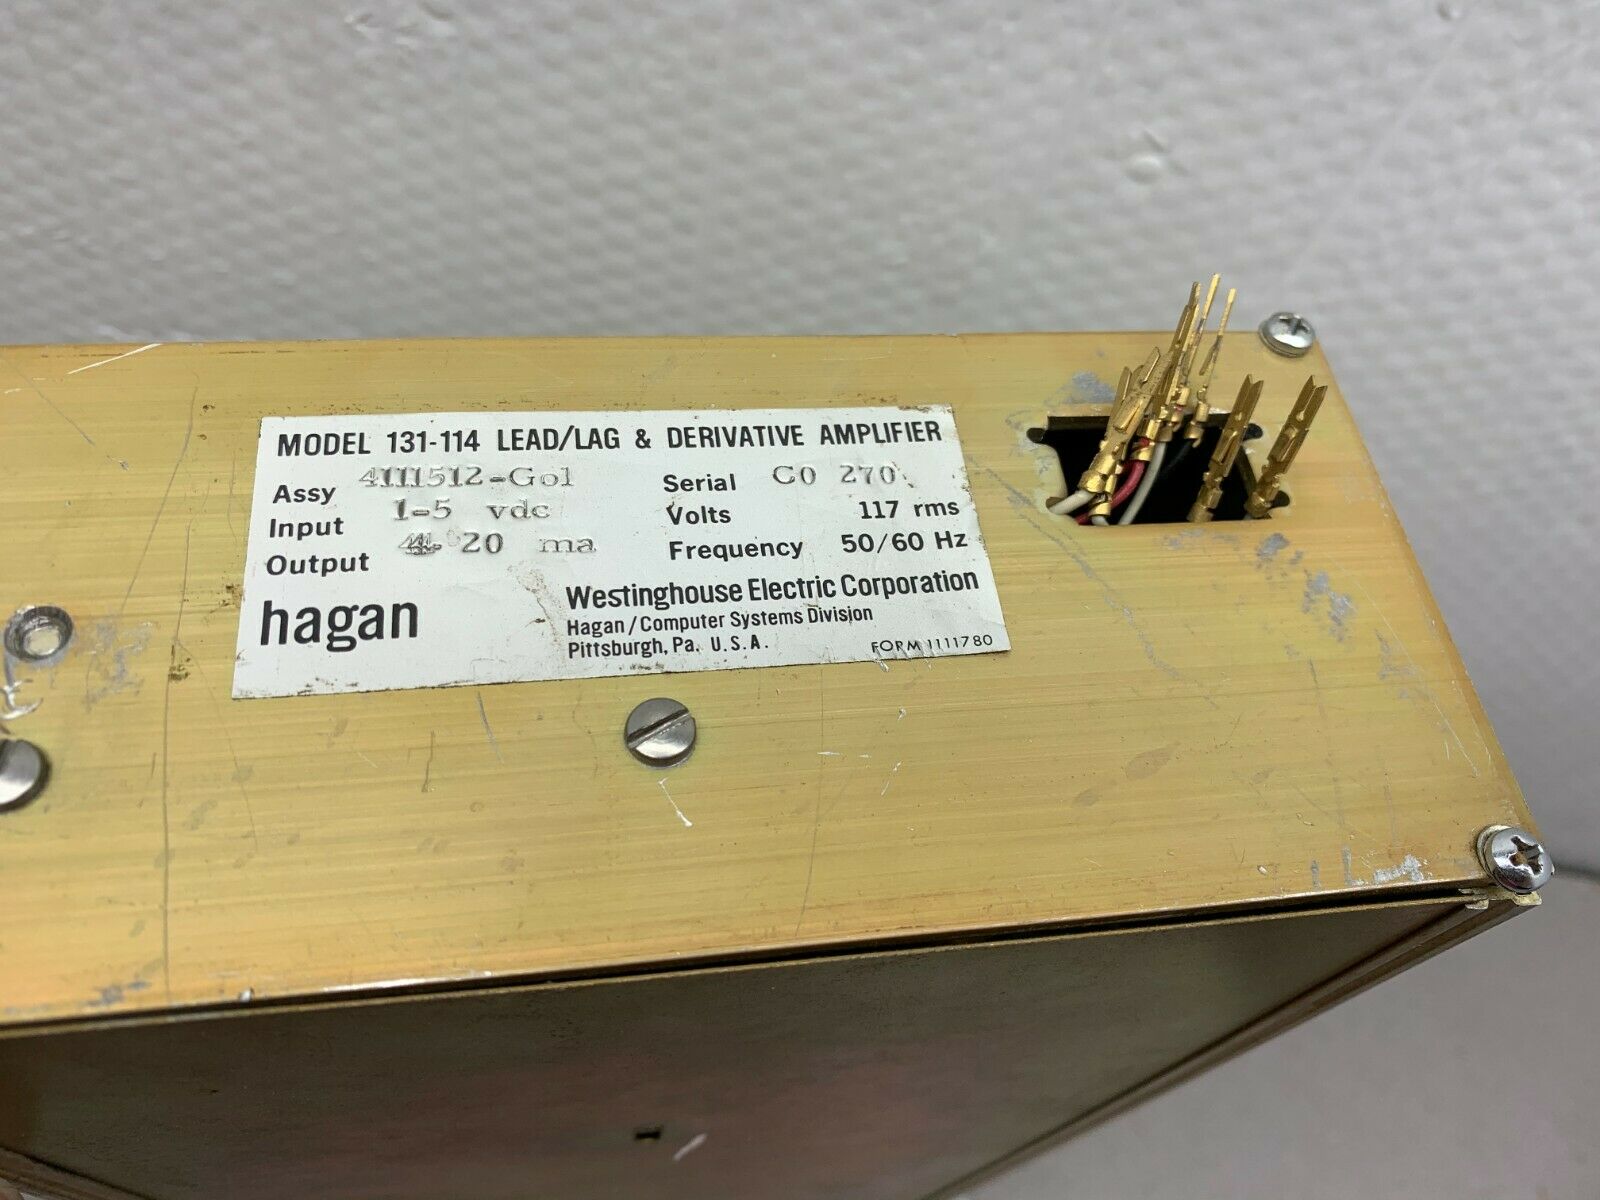 MODEL 131-114 LEAD/LAG & DERIVATIVE AMPLIFIER
Assy 4111512-G01 Serial C0 270
Input 1-5 vdc Volts 117 rms
Output 4-20 ma Frequency 50/60 Hz
hagan
Westinghouse Electric Corporation
Hagan/Computer Systems Division
Pittsburgh, Pa. U.S.A.
FORM 1111780